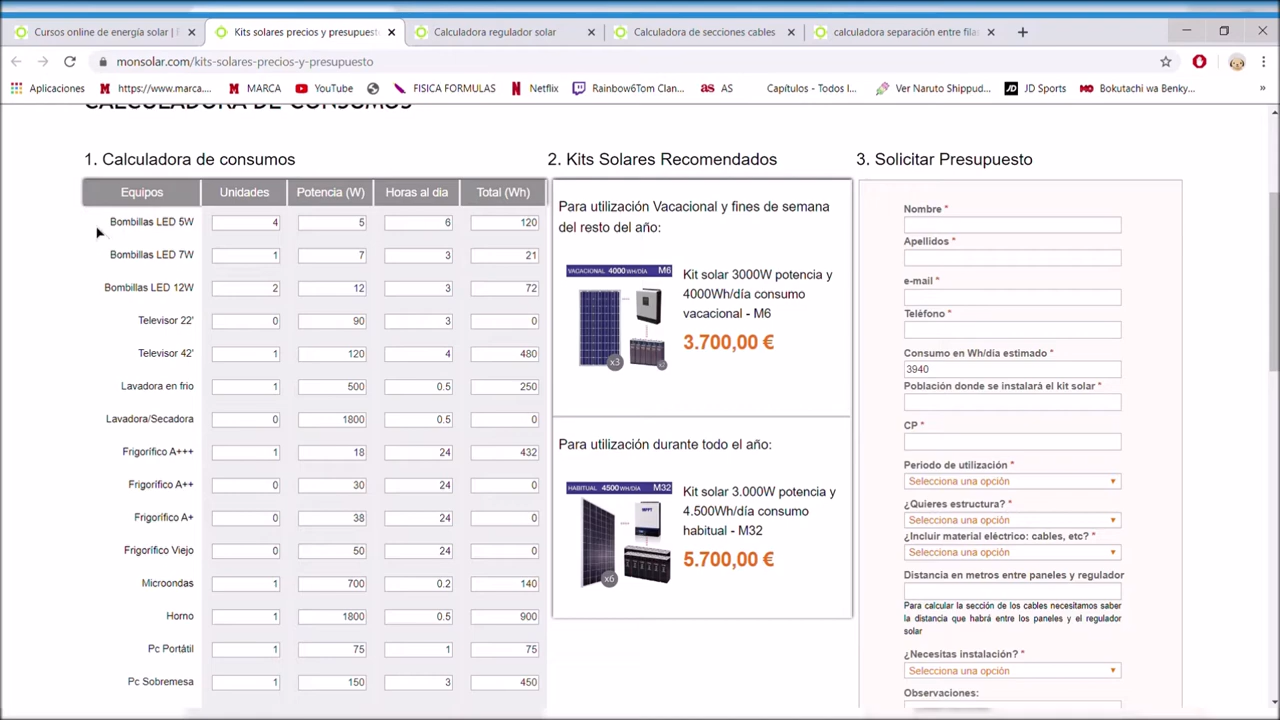 Cursos online de energía solar |
Kits solares precios y presupuest
Calculadora regulador solar
Calculadora de secciones cables
calculadora separación entre fila
monsolar.com/kits-solares-precios-y-presupuesto
Aplicaciones
https://www.marca....
MARCA
YouTube
FISICA FORMULAS
Netflix
Rainbow6Tom Clan...
AS
Capítulos - Todos l...
Ver Naruto Shippud...
JD Sports
Bokutachi wa Benky...
»
CALCULADORA DE CONSUMOS
1. Calculadora de consumos
Equipos Unidades Potencia (W) Horas al dia Total (Wh)
Bombillas LED 5W 4 5 6 120
Bombillas LED 7W 1 7 3 21
Bombillas LED 12W 2 12 3 72
Televisor 22' 0 90 3 0
Televisor 42' 1 120 4 480
Lavadora en frio 1 500 0.5 250
Lavadora/Secadora 0 1800 0.5 0
Frigorífico A+++ 1 18 24 432
Frigorífico A++ 0 30 24 0
Frigorífico A+ 0 38 24 0
Frigorífico Viejo 0 50 24 0
Microondas 1 700 0.2 140
Horno 1 1800 0.5 900
Pc Portátil 1 75 1 75
Pc Sobremesa 1 150 3 450
2. Kits Solares Recomendados
Para utilización Vacacional y fines de semana
del resto del año:
VACACIONAL 4000 WH/DÍA M6
x3
x2
Kit solar 3000W potencia y
4000Wh/día consumo
vacacional - M6
3.700,00 €
Para utilización durante todo el año:
HABITUAL 4500 WH/DÍA M32
MPPT
x6
Kit solar 3.000W potencia y
4.500Wh/día consumo
habitual - M32
5.700,00 €
3. Solicitar Presupuesto
Nombre *
Apellidos *
e-mail *
Teléfono *
Consumo en Wh/dia estimado *
3940
Población donde se instalará el kit solar *
CP *
Periodo de utilización *
Selecciona una opción
¿Quieres estructura? *
Selecciona una opción
¿Incluir material eléctrico: cables, etc? *
Selecciona una opción
Distancia en metros entre paneles y regulador
Para calcular la sección de los cables necesitamos saber
la distancia que habrá entre los paneles y el regulador
solar
¿Necesitas instalación? *
Selecciona una opción
Observaciones: